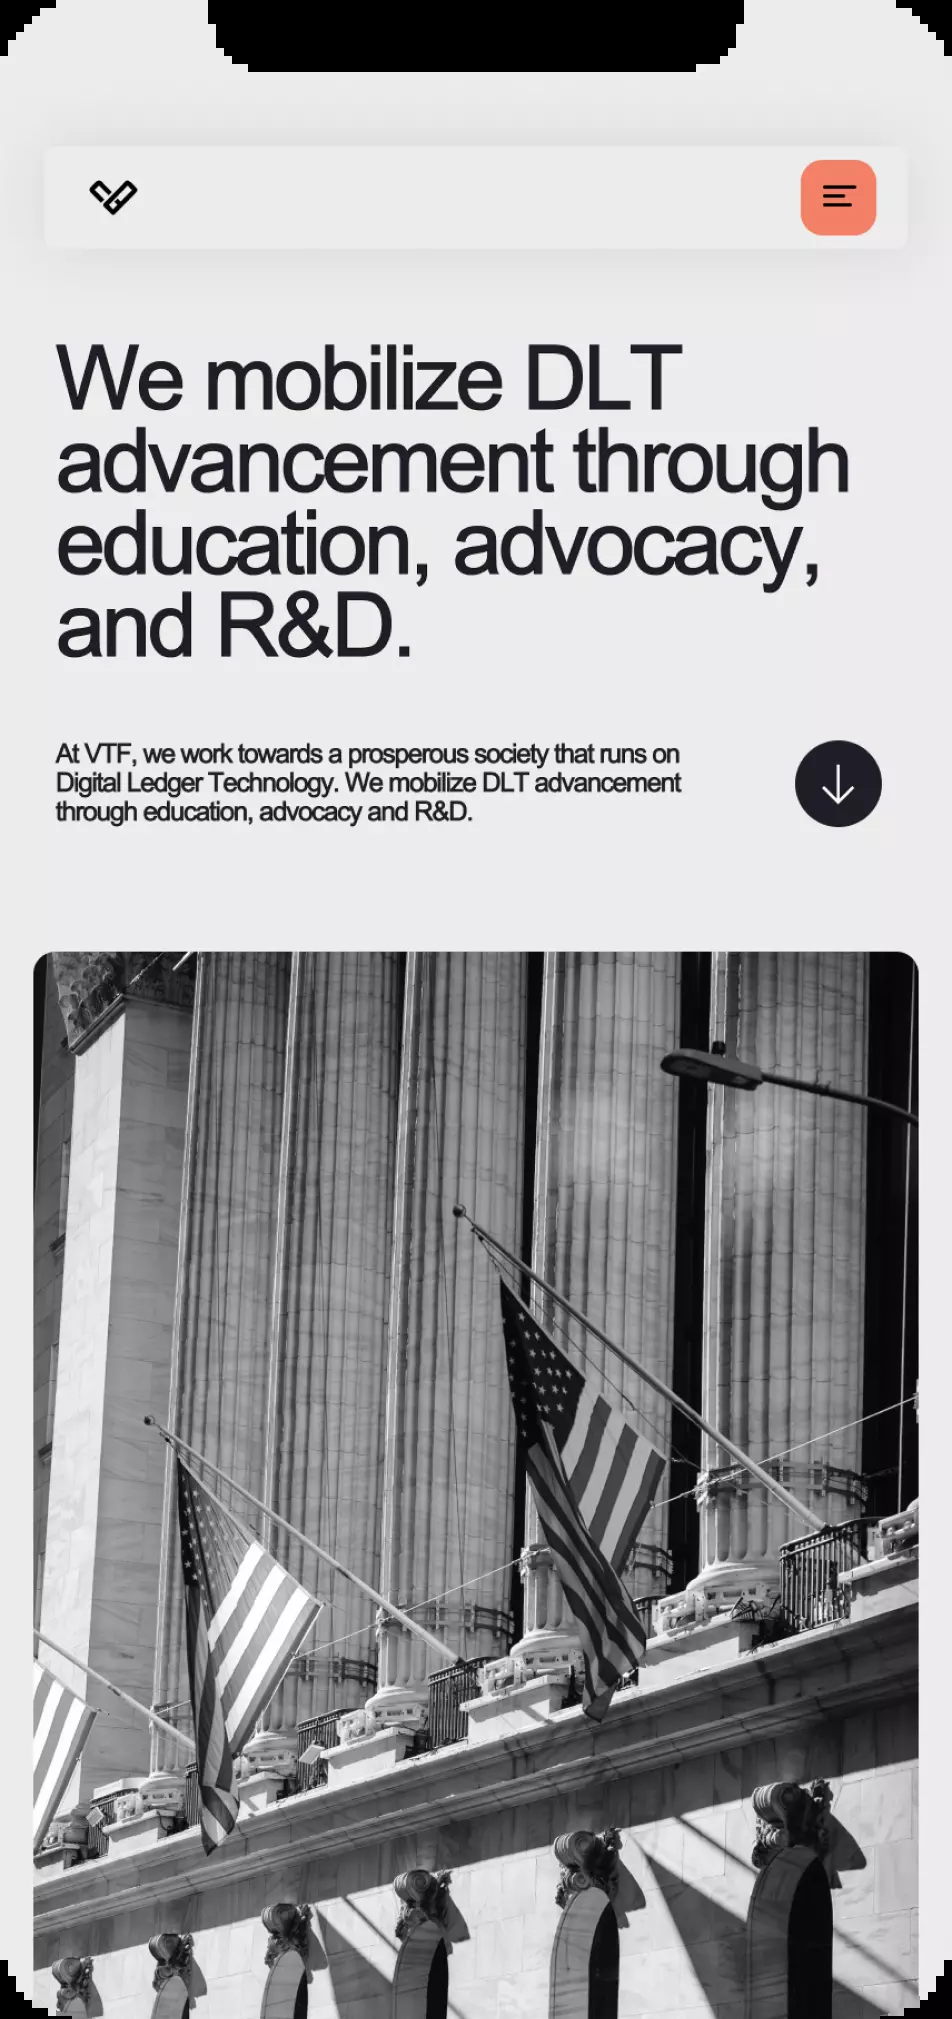 We mobilize DLT
advancement through
education, advocacy,
and R&D.
At VTF, we work towards a prosperous society that runs on
Digital Ledger Technology. We mobilize DLT advancement
through education, advocacy and R&D.